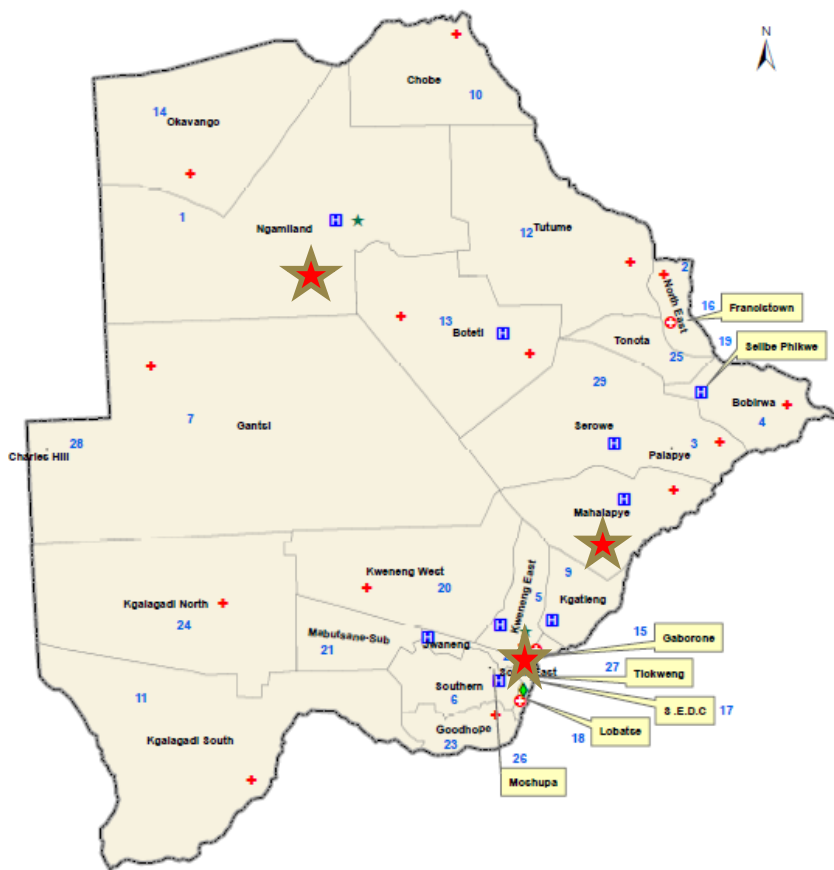 N
Chobe
10
14
Okavango
1
Ngamiland
H
12
Tutume
2
North East
16
Francistown
13
Boteti
H
Tonota
25
19
Selibe Phikwe
29
H
Bobirwa
4
7
Gantsi
Serowe
H
3
Palapye
28
Charles Hill
H
Mahalapye
9
Kweneng West
20
Kweneng East
5
Kgatleng
Kgalagadi North
24
Mabutsane-Sub
21
H
Jwaneng
H
H
15
Gaborone
27
Tlokweng
S .E.D.C
17
11
Southern
6
H
Lobatse
18
Goodhope
23
26
Moshupa
Kgalagadi South